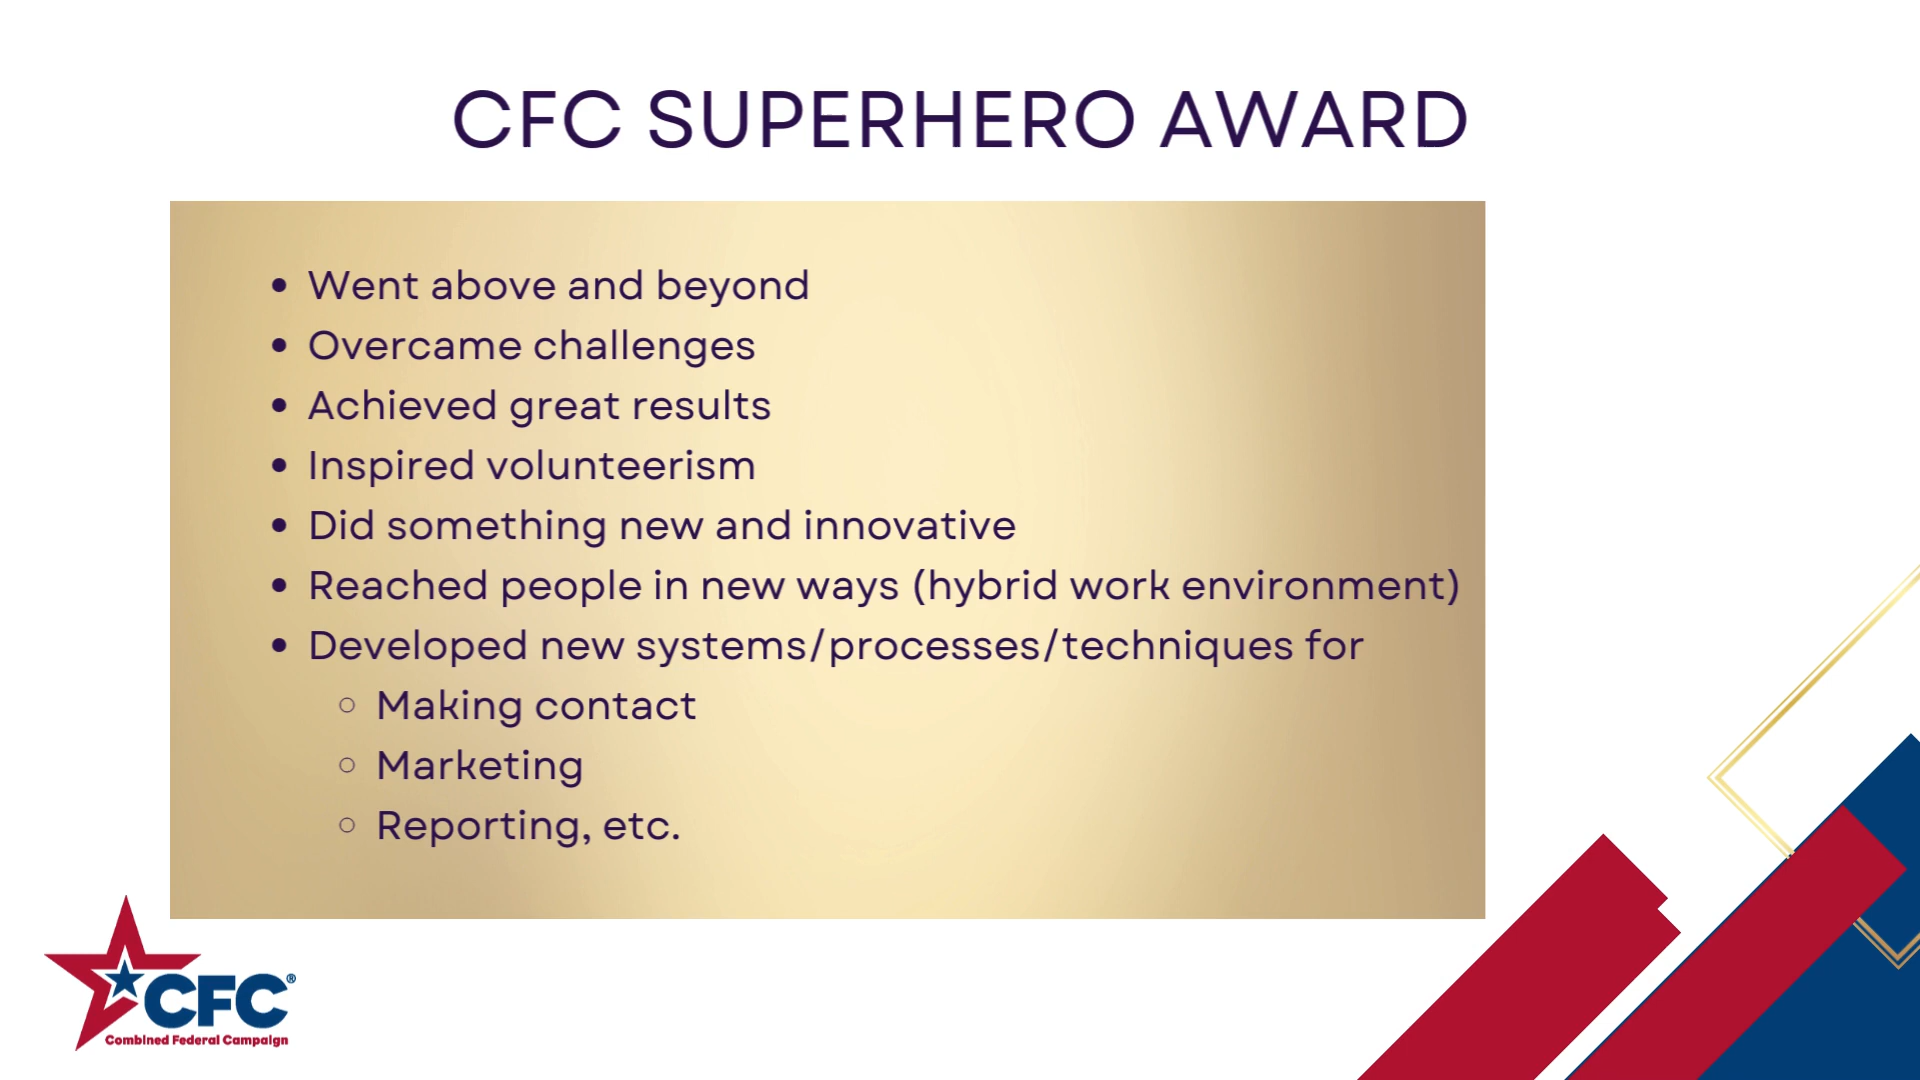 CFC SUPERHERO AWARD
• Went above and beyond
• Overcame challenges
• Achieved great results
• Inspired volunteerism
• Did something new and innovative
• Reached people in new ways (hybrid work environment)
• Developed new systems/processes/techniques for
○ Making contact
○ Marketing
○ Reporting, etc.
CFC®
Combined Federal Campaign